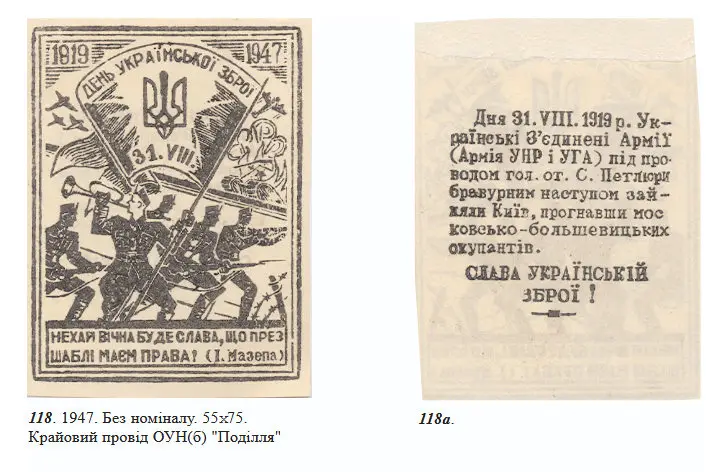 1919
1947
ДЕНЬ УКРАЇНСЬКОЇ ЗБРОЇ
31. VIII.
НЕХАЙ ВІЧНА БУДЕ СЛАВА, ЩО ПРЕЗ
ШАБЛІ МАЄМ ПРАВА! (І. Мазепа)
118. 1947. Без номіналу. 55x75.
Крайовий провід ОУН(б) "Поділля"
Дня 31. VIII. 1919 р. Ук-
раїнські З'єдинені Армії
(Армія УНР і УГА) під про-
водом гол. от. С. Петлюри
бравурним наступом зай-
няли Київ, прогнавши мос
ковсько-большевицьких
окупантів.
СЛАВА УКРАЇНСЬКІЙ
ЗБРОЇ !
118а.